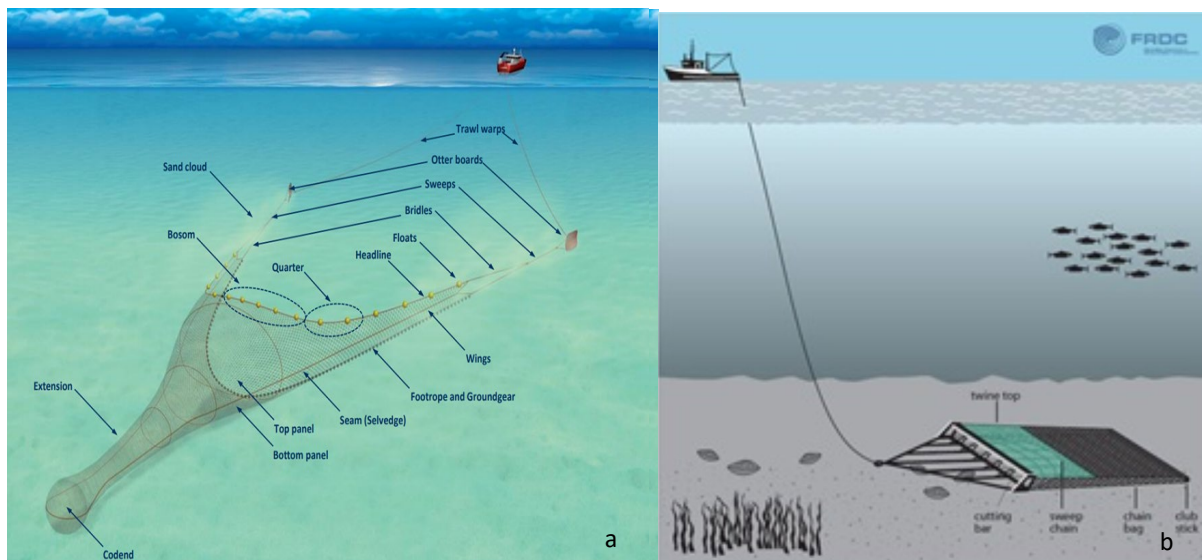 Trawl warps
Otter boards
Sand cloud
Sweeps
Bridles
Bosom
Floats
Quarter
Headline
Wings
Extension
Footrope and Groundgear
Seam (Selvedge)
Top panel
Bottom panel
Codend
a
FRDC
twine top
cutting
bar
sweep
chain
chain
bag
club
stick
b